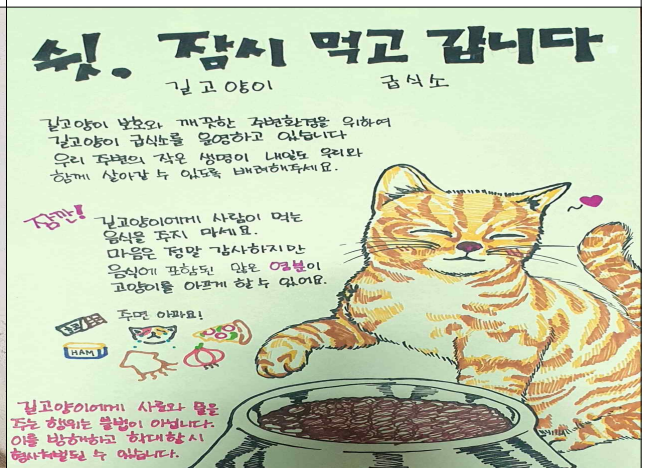 쉿. 잠시 먹고 갑니다
길고양이 급식소
길고양이 보호와 깨끗한 주변환경을 위하여
길고양이 급식소를 운영하고 있습니다
우리 주변의 작은 생명이 내일도 우리와
함께 살아갈 수 있도록 배려해주세요.
잠깐!
길고양이에게 사람이 먹는
음식을 주지 마세요.
마음은 정말 감사하지만
음식에 포함된 많은 염분이
고양이를 아프게 할 수 있어요.
주면 아파요!
HAM
길고양이에게 사료와 물을
주는 행위는 불법이 아닙니다.
이를 방해하고 학대할 시
형사처벌될 수 있습니다.